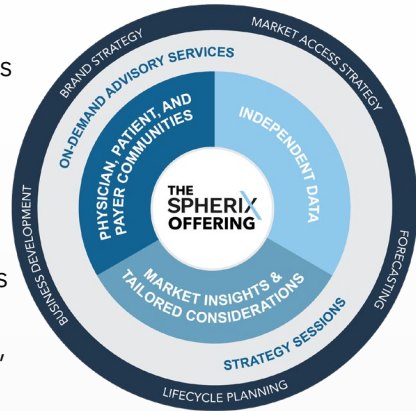 s
s
,
BRAND STRATEGY
MARKET ACCESS STRATEGY
ON-DEMAND ADVISORY SERVICES
PHYSICIAN, PATIENT, AND
PAYER COMMUNITIES
INDEPENDENT DATA
THE
SPHERIX
OFFERING
BUSINESS DEVELOPMENT
FORECASTING
MARKET INSIGHTS &
TAILORED CONSIDERATIONS
STRATEGY SESSIONS
LIFECYCLE PLANNING